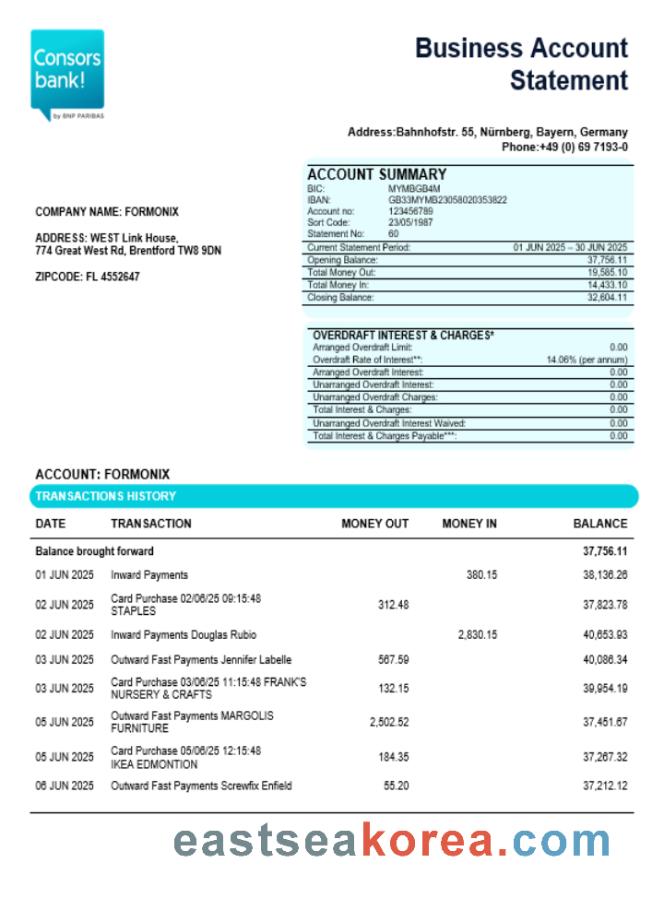 Consors
bank!
by BNP PARIBAS
Business Account
Statement
Address:Bahnhofstr. 55, Nürnberg, Bayern, Germany
Phone:+49 (0) 69 7193-0
COMPANY NAME: FORMONIX
ADDRESS: WEST Link House,
774 Great West Rd, Brentford TW8 9DN
ZIPCODE: FL 4552647
ACCOUNT SUMMARY
BIC: MYMBGB4M
IBAN: GB33MYMB23058020353822
Account no: 123456789
Sort Code: 23/05/1987
Statement No: 60
Current Statement Period: 01 JUN 2025 – 30 JUN 2025
Opening Balance: 37,756.11
Total Money Out: 19,585.10
Total Money In: 14,433.10
Closing Balance: 32,604.11
OVERDRAFT INTEREST & CHARGES*
Arranged Overdraft Limit: 0.00
Overdraft Rate of Interest**: 14.06% (per annum)
Arranged Overdraft Interest: 0.00
Unarranged Overdraft Interest: 0.00
Unarranged Overdraft Charges: 0.00
Total Interest & Charges: 0.00
Unarranged Overdraft Interest Waived: 0.00
Total Interest & Charges Payable***: 0.00
ACCOUNT: FORMONIX
TRANSACTIONS HISTORY
DATE TRANSACTION MONEY OUT MONEY IN BALANCE
Balance brought forward 37,756.11
01 JUN 2025 Inward Payments 380.15 38,136.26
02 JUN 2025 Card Purchase 02/06/25 09:15:48 312.48 37,823.78
STAPLES
02 JUN 2025 Inward Payments Douglas Rubio 2,830.15 40,653.93
03 JUN 2025 Outward Fast Payments Jennifer Labelle 567.59 40,086.34
03 JUN 2025 Card Purchase 03/06/25 11:15:48 FRANK'S 132.15 39,954.19
NURSERY & CRAFTS
05 JUN 2025 Outward Fast Payments MARGOLIS 2,502.52 37,451.67
FURNITURE
05 JUN 2025 Card Purchase 05/06/25 12:15:48 184.35 37,267.32
IKEA EDMONTION
06 JUN 2025 Outward Fast Payments Screwfix Enfield 55.20 37,212.12
eastseakorea.com